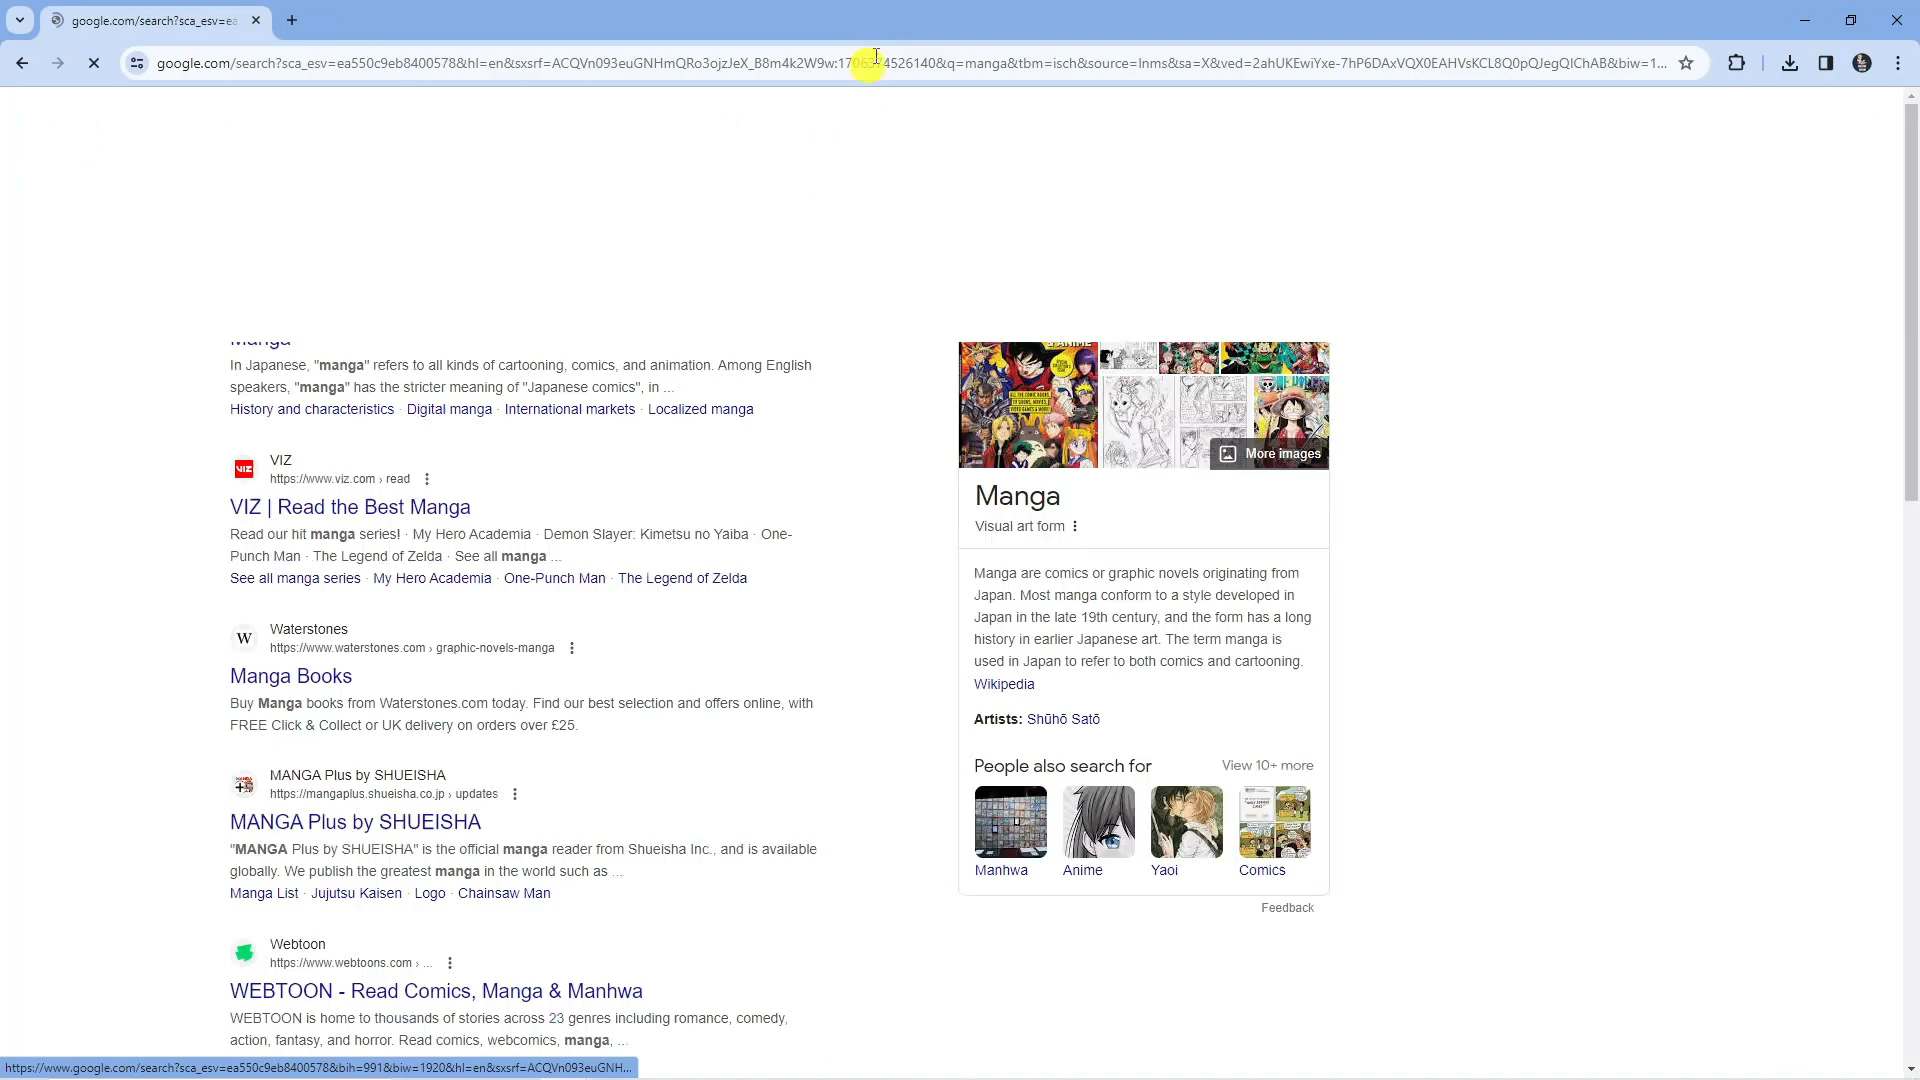 google.com/search?sca_esv=ea
google.com/search?sca_esv=ea550c9eb8400578&hl=en&sxsrf=ACQVn093euGNHmQRo3ojzJeX_B8m4k2W9w:1706374526140&q=manga&tbm=isch&source=lnms&sa=X&ved=2ahUKEwiYxe-7hP6DAxVQX0EAHVsKCL8Q0pQJegQIChAB&biw=1...
Manga
In Japanese, "manga" refers to all kinds of cartooning, comics, and animation. Among English
speakers, "manga" has the stricter meaning of "Japanese comics", in ...
History and characteristics · Digital manga · International markets · Localized manga
VIZ
VIZ
https://www.viz.com › read
VIZ | Read the Best Manga
Read our hit manga series! · My Hero Academia · Demon Slayer: Kimetsu no Yaiba · One-
Punch Man · The Legend of Zelda · See all manga ...
See all manga series · My Hero Academia · One-Punch Man · The Legend of Zelda
W
Waterstones
https://www.waterstones.com › graphic-novels-manga
Manga Books
Buy Manga books from Waterstones.com today. Find our best selection and offers online, with
FREE Click & Collect or UK delivery on orders over £25.
MANGA Plus by SHUEISHA
https://mangaplus.shueisha.co.jp › updates
MANGA Plus by SHUEISHA
"MANGA Plus by SHUEISHA" is the official manga reader from Shueisha Inc., and is available
globally. We publish the greatest manga in the world such as ...
Manga List · Jujutsu Kaisen · Logo · Chainsaw Man
Webtoon
https://www.webtoons.com › ...
WEBTOON - Read Comics, Manga & Manhwa
WEBTOON is home to thousands of stories across 23 genres including romance, comedy,
action, fantasy, and horror. Read comics, webcomics, manga, ...
More images
Manga
Visual art form
Manga are comics or graphic novels originating from
Japan. Most manga conform to a style developed in
Japan in the late 19th century, and the form has a long
history in earlier Japanese art. The term manga is
used in Japan to refer to both comics and cartooning.
Wikipedia
Artists: Shūhō Satō
People also search for
View 10+ more
Manhwa
Anime
Yaoi
Comics
Feedback
https://www.google.com/search?sca_esv=ea550c9eb8400578&bih=991&biw=1920&hl=en&sxsrf=ACQVn093euGNH...